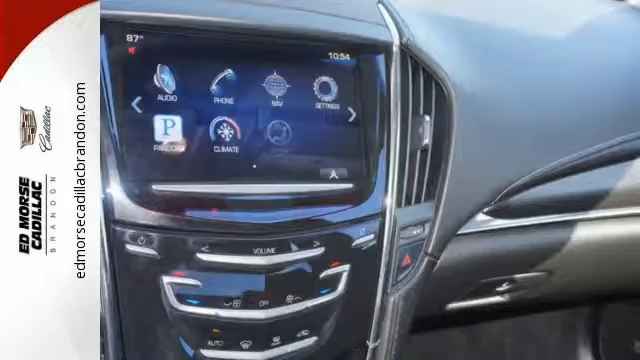 87°
10:54
AUDIO
PHONE
NAV
SETTINGS
PANDORA
CLIMATE
VOLUME
OFF
AUTO
Cadillac
ED MORSE
CADILLAC
BRANDON
edmorsecadillacbrandon.com